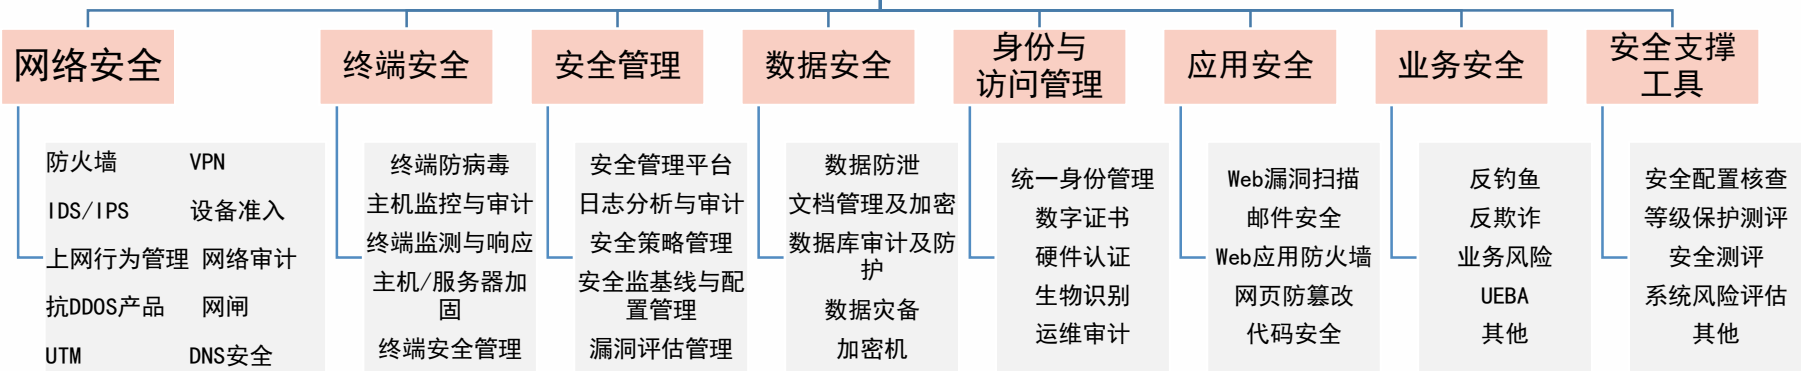 网络安全
防火墙 VPN
IDS/IPS 设备准入
上网行为管理 网络审计
抗DDOS产品 网闸
UTM DNS安全
终端安全
终端防病毒
主机监控与审计
终端监测与响应
主机/服务器加
固
终端安全管理
安全管理
安全管理平台
日志分析与审计
安全策略管理
安全监基线与配
置管理
漏洞评估管理
数据安全
数据防泄
文档管理及加密
数据库审计及防
护
数据灾备
加密机
身份与
访问管理
统一身份管理
数字证书
硬件认证
生物识别
运维审计
应用安全
Web漏洞扫描
邮件安全
Web应用防火墙
网页防篡改
代码安全
业务安全
反钓鱼
反欺诈
业务风险
UEBA
其他
安全支撑
工具
安全配置核查
等级保护测评
安全测评
系统风险评估
其他